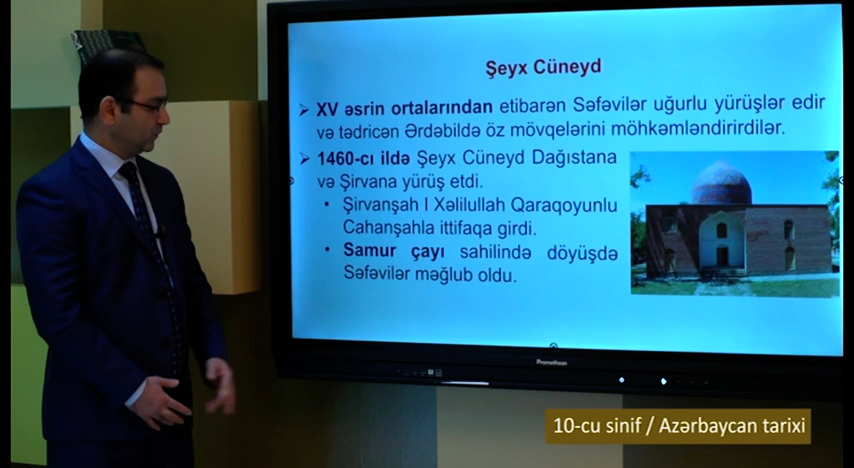 Şeyx Cüneyd
➢ XV əsrin ortalarından etibarən Səfəvilər uğurlu yürüşlər edir
və tədricən Ərdəbildə öz mövqelərini möhkəmləndirirdilər.
➢ 1460-cı ildə Şeyx Cüneyd Dağıstana
və Şirvana yürüş etdi.
• Şirvanşah I Xəlilullah Qaraqoyunlu
Cahanşahla ittifaqa girdi.
• Samur çayı sahilində döyüşdə
Səfəvilər məğlub oldu.
Promethean
10-cu sinif / Azərbaycan tarixi